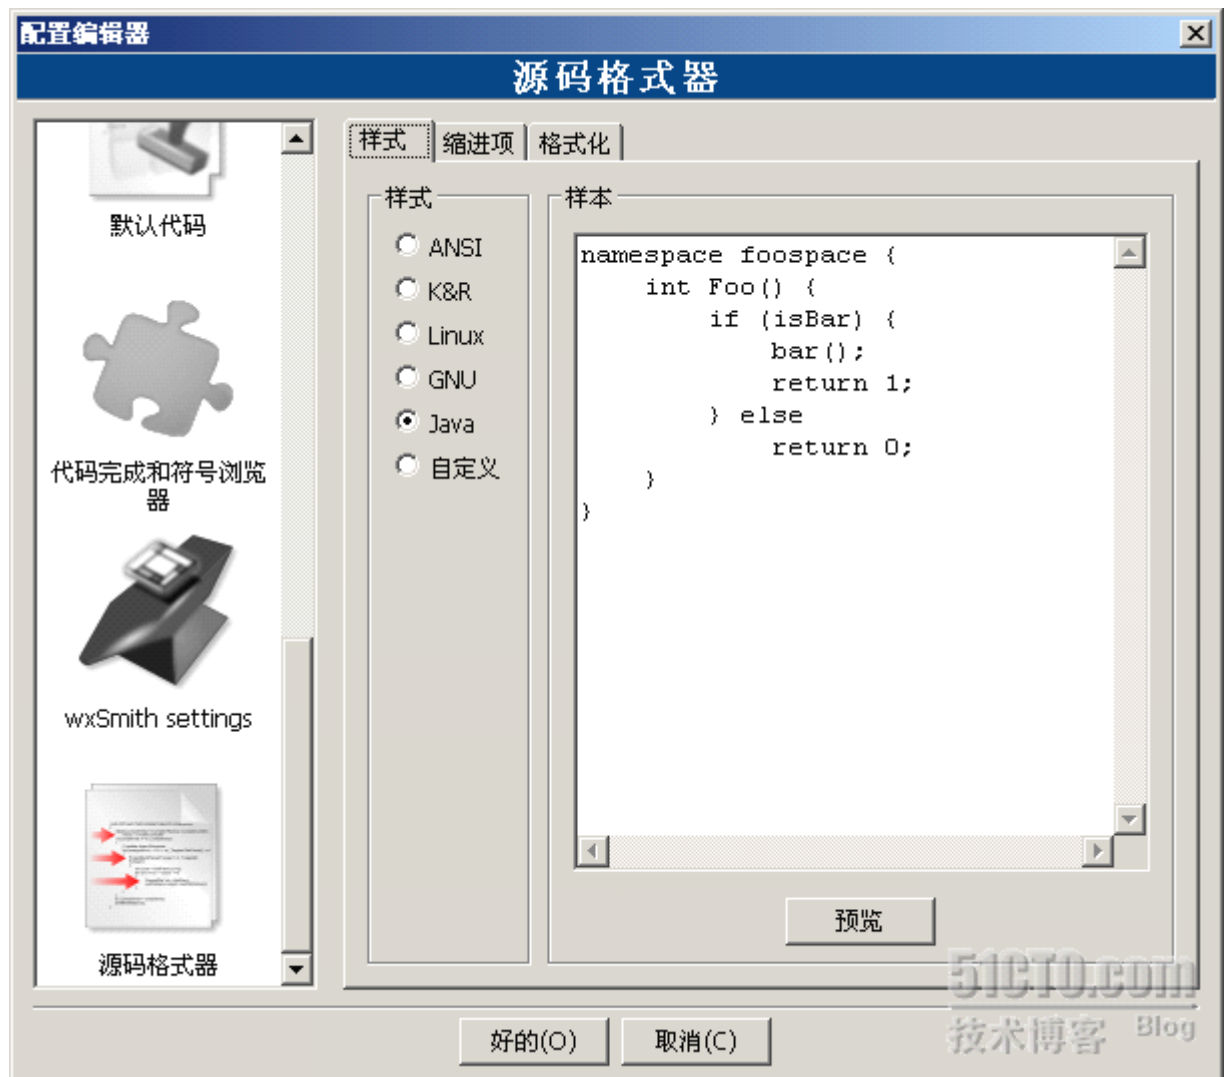 配置编辑器
源码格式器
默认代码
代码完成和符号浏览
器
wxSmith settings
源码格式器
样式
缩进项
格式化
样式
ANSI
K&R
Linux
GNU
Java
自定义
样本
namespace foospace {
    int Foo() {
        if (isBar) {
            bar();
            return 1;
        } else
            return 0;
    }
}
预览
好的(O)
取消(C)
51CTO.com
技术博客 Blog